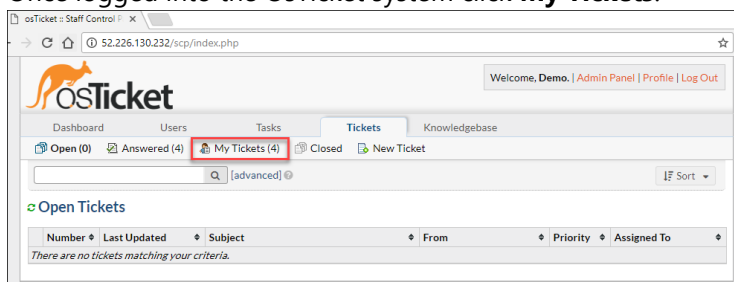 Once logged into the OsTicket system click My Tickets.
osTicket :: Staff Control P
52.226.130.232/scp/index.php
osTicket
Welcome, Demo. | Admin Panel | Profile | Log Out
Dashboard Users Tasks Tickets Knowledgebase
Open (0) Answered (4) My Tickets (4) Closed New Ticket
[advanced] Sort
Open Tickets
Number Last Updated Subject From Priority Assigned To
There are no tickets matching your criteria.